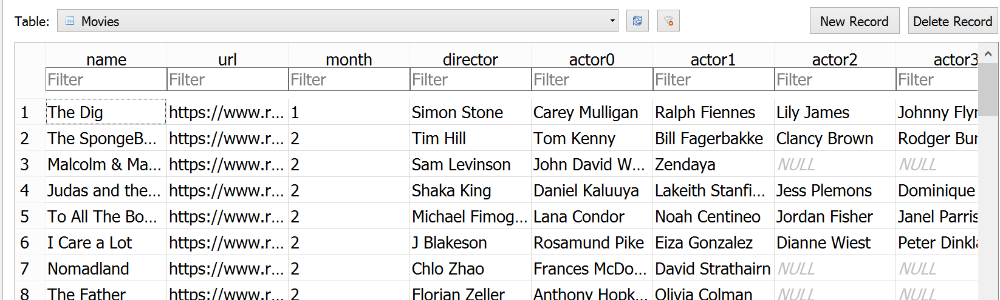 Table: Movies New Record Delete Record
name url month director actor0 actor1 actor2 actor3
Filter Filter Filter Filter Filter Filter Filter Filter
1 The Dig https://www.r... 1 Simon Stone Carey Mulligan Ralph Fiennes Lily James Johnny Flyn
2 The SpongeB... https://www.r... 2 Tim Hill Tom Kenny Bill Fagerbakke Clancy Brown Rodger Bum
3 Malcolm & Ma... https://www.r... 2 Sam Levinson John David W... Zendaya NULL NULL
4 Judas and the... https://www.r... 2 Shaka King Daniel Kaluuya Lakeith Stanfi... Jess Plemons Dominique
5 To All The Bo... https://www.r... 2 Michael Fimog... Lana Condor Noah Centineo Jordan Fisher Janel Parris
6 I Care a Lot https://www.r... 2 J Blakeson Rosamund Pike Eiza Gonzalez Dianne Wiest Peter Dinkla
7 Nomadland https://www.r... 2 Chlo Zhao Frances McDo... David Strathairn NULL NULL
8 The Father https://www.r... 2 Florian Zeller Anthony Hopk... Olivia Colman NULL NULL